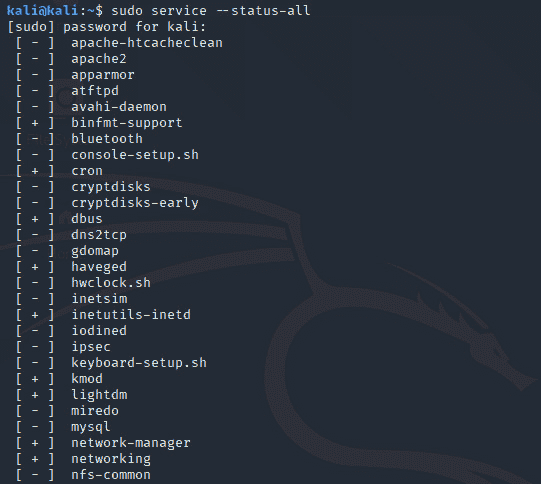 kali@kali:~$ sudo service --status-all
[sudo] password for kali:
[ - ]  apache-htcacheclean
[ - ]  apache2
[ - ]  apparmor
[ - ]  atftpd
[ - ]  avahi-daemon
[ + ]  binfmt-support
[ - ]  bluetooth
[ - ]  console-setup.sh
[ + ]  cron
[ - ]  cryptdisks
[ - ]  cryptdisks-early
[ + ]  dbus
[ - ]  dns2tcp
[ - ]  gdomap
[ + ]  haveged
[ - ]  hwclock.sh
[ - ]  inetsim
[ + ]  inetutils-inetd
[ - ]  iodined
[ - ]  ipsec
[ - ]  keyboard-setup.sh
[ + ]  kmod
[ + ]  lightdm
[ - ]  miredo
[ - ]  mysql
[ + ]  network-manager
[ + ]  networking
[ - ]  nfs-common